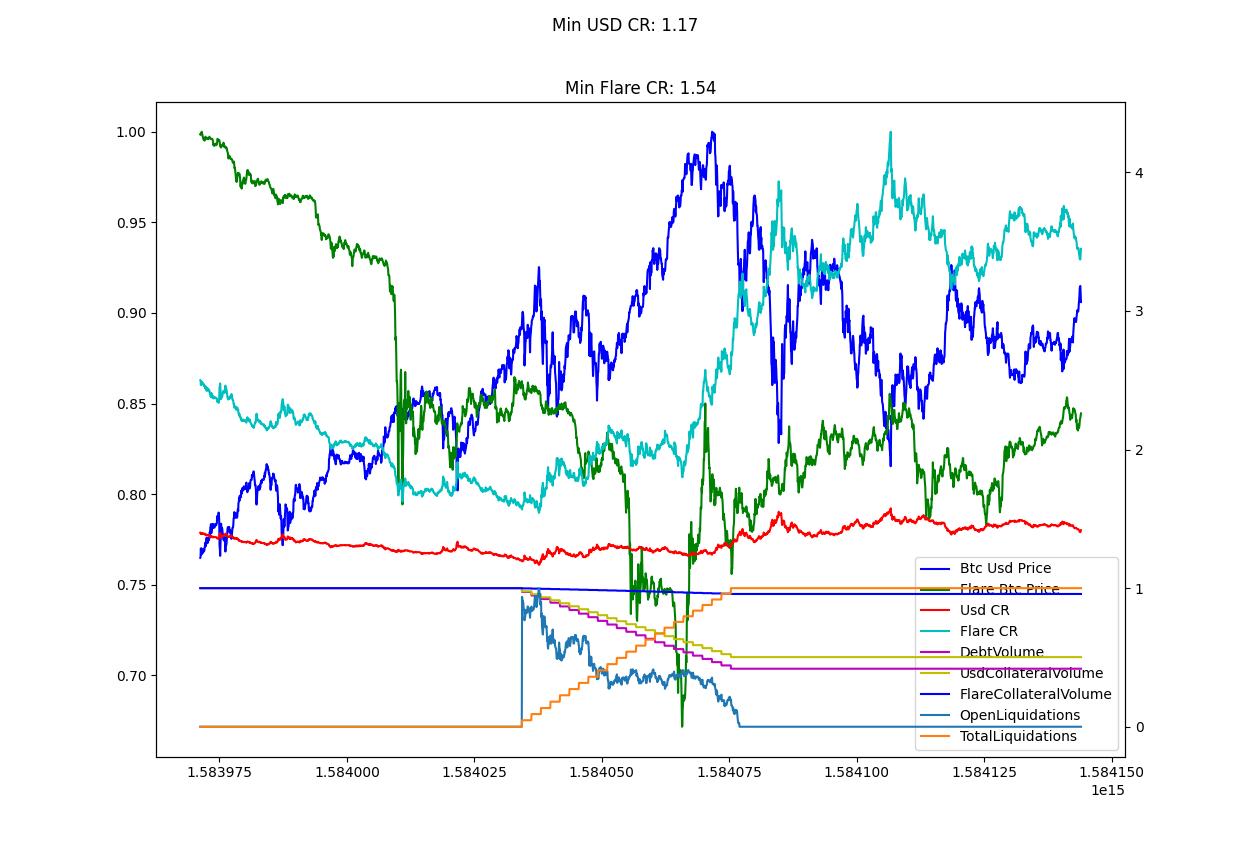 Min USD CR: 1.17
Min Flare CR: 1.54
1.00
0.95
0.90
0.85
0.80
0.75
0.70
4
3
2
1
0
Btc Usd Price
Flare Btc Price
Usd CR
Flare CR
DebtVolume
UsdCollateralVolume
FlareCollateralVolume
OpenLiquidations
TotalLiquidations
1.583975 1.584000 1.584025 1.584050 1.584075 1.584100 1.584125 1.584150
1e15